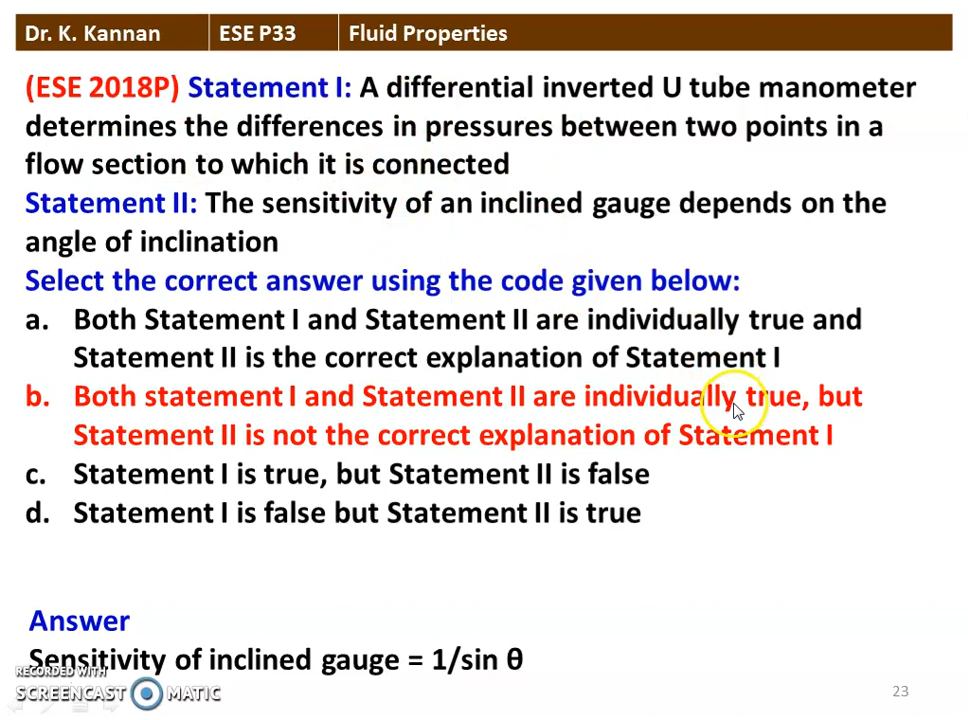 Dr. K. Kannan ESE P33 Fluid Properties
(ESE 2018P) Statement I: A differential inverted U tube manometer
determines the differences in pressures between two points in a
flow section to which it is connected
Statement II: The sensitivity of an inclined gauge depends on the
angle of inclination
Select the correct answer using the code given below:
a. Both Statement I and Statement II are individually true and
Statement II is the correct explanation of Statement I
b. Both statement I and Statement II are individually true, but
Statement II is not the correct explanation of Statement I
c. Statement I is true, but Statement II is false
d. Statement I is false but Statement II is true
Answer
Sensitivity of inclined gauge = 1/sin θ
RECORDED WITH
SCREENCAST MATIC
23